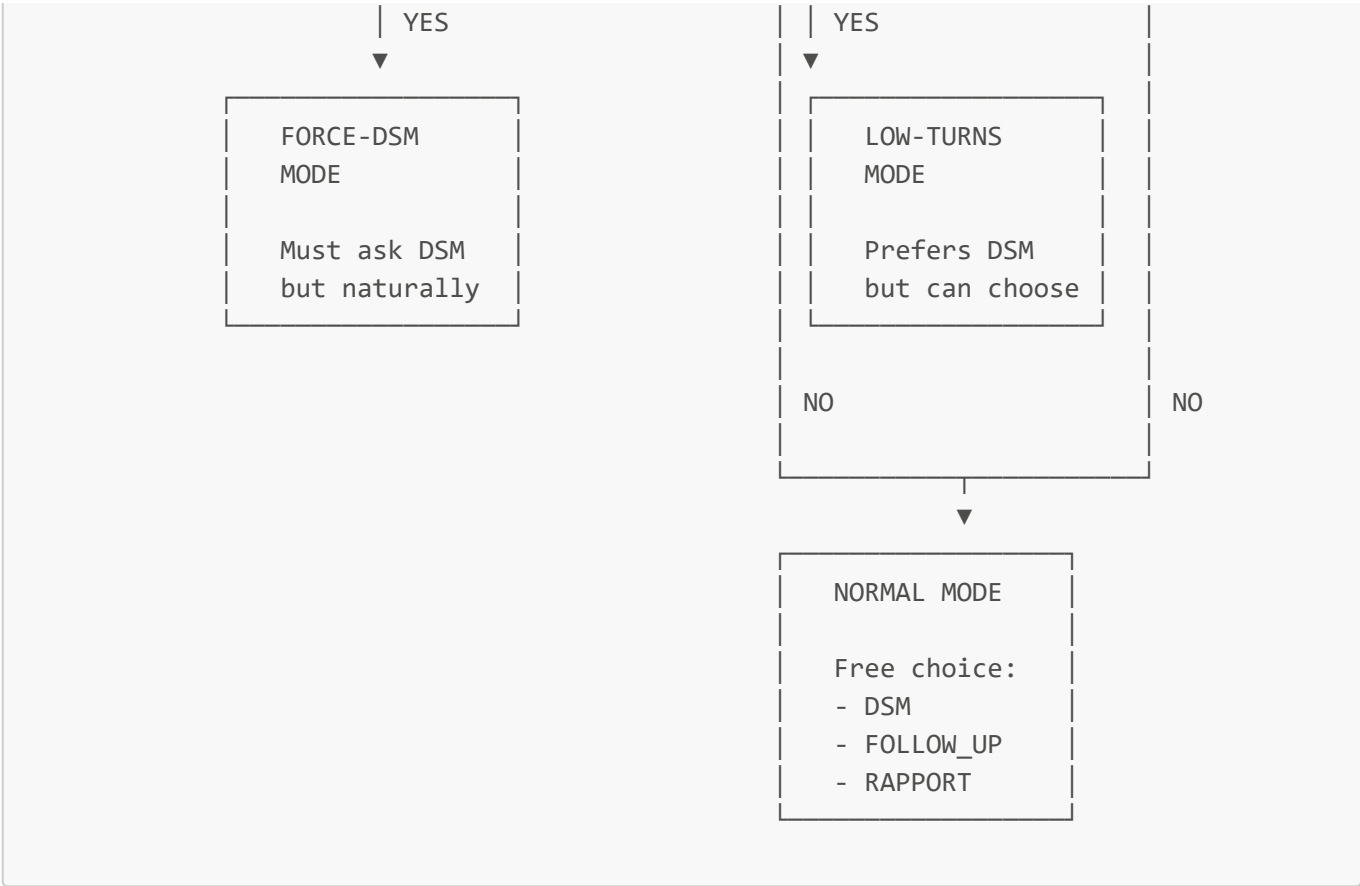 YES YES
FORCE-DSM LOW-TURNS
MODE MODE
Must ask DSM Prefers DSM
but naturally but can choose
NO NO
NORMAL MODE
Free choice:
- DSM
- FOLLOW_UP
- RAPPORT